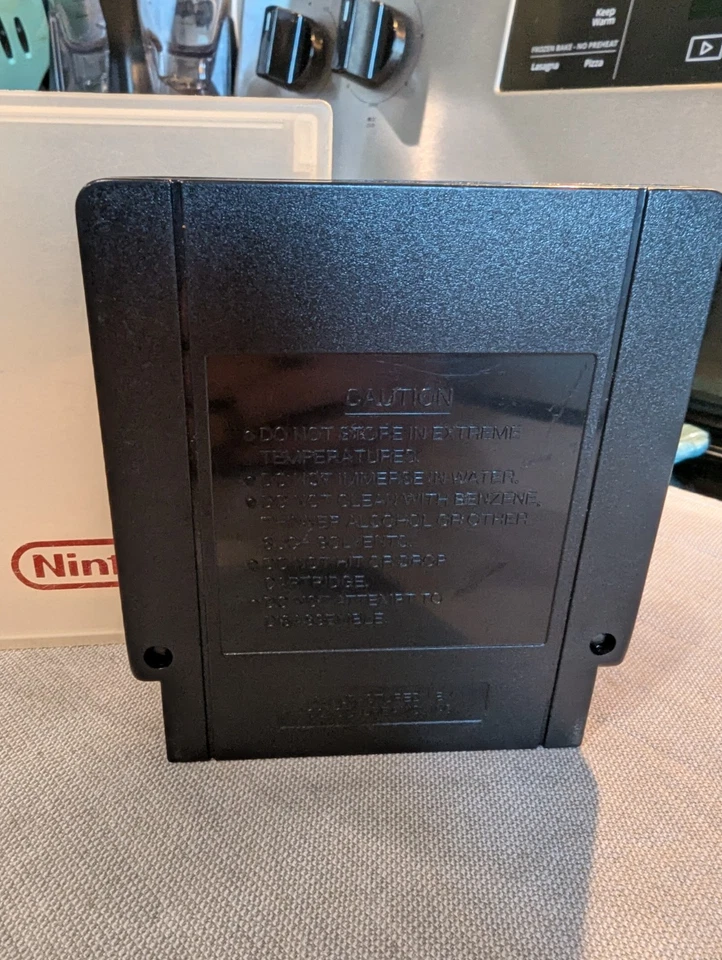 Keep
Warm
FROZEN BAKE - NO PREHEAT
Lasagna Pizza
Nint
CAUTION
DO NOT STORE IN EXTREME
TEMPERATURES.
DO NOT IMMERSE IN WATER.
DO NOT CLEAN WITH BENZENE,
THINNER ALCOHOL OR OTHER
SUCH SOLVENTS.
DO NOT HIT OR DROP
CARTRIDGE.
DO NOT ATTEMPT TO
DISASSEMBLE